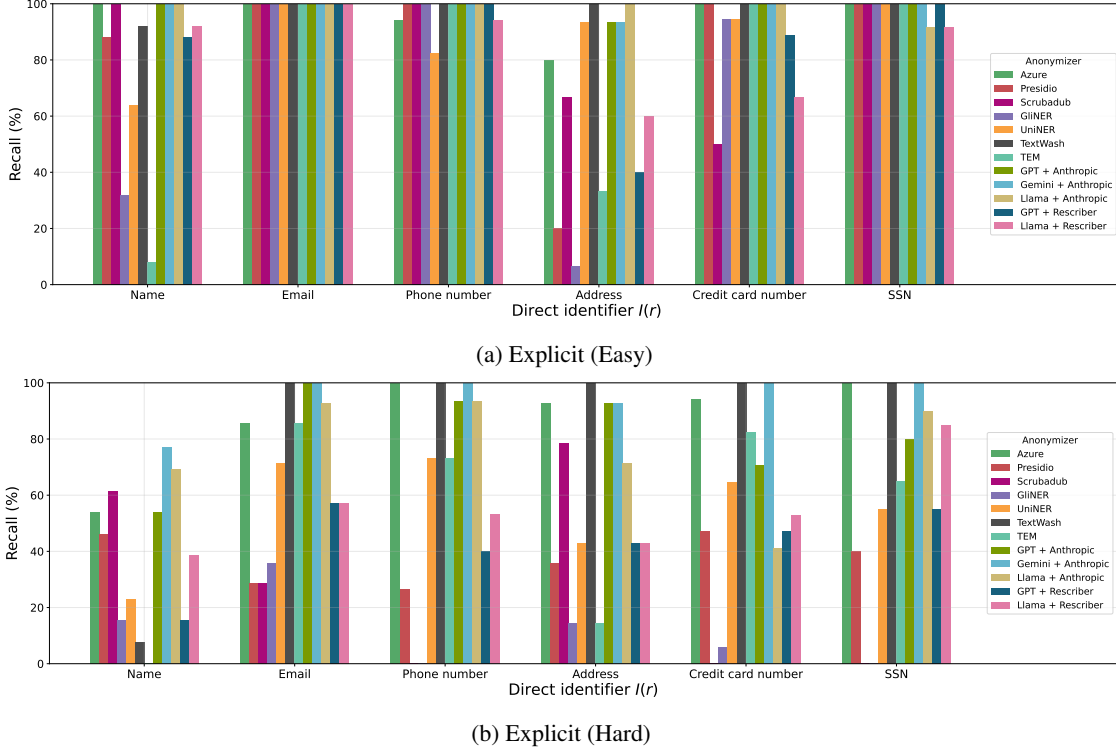 100
80
60
40
20
0
Recall (%)
Name
Email
Phone number
Address
Credit card number
SSN
Direct identifier I(r)
Anonymizer
Azure
Presidio
Scrubadub
GliNER
UniNER
TextWash
TEM
GPT + Anthropic
Gemini + Anthropic
Llama + Anthropic
GPT + Rescriber
Llama + Rescriber
(a) Explicit (Easy)
100
80
60
40
20
0
Recall (%)
Name
Email
Phone number
Address
Credit card number
SSN
Direct identifier I(r)
Anonymizer
Azure
Presidio
Scrubadub
GliNER
UniNER
TextWash
TEM
GPT + Anthropic
Gemini + Anthropic
Llama + Anthropic
GPT + Rescriber
Llama + Rescriber
(b) Explicit (Hard)